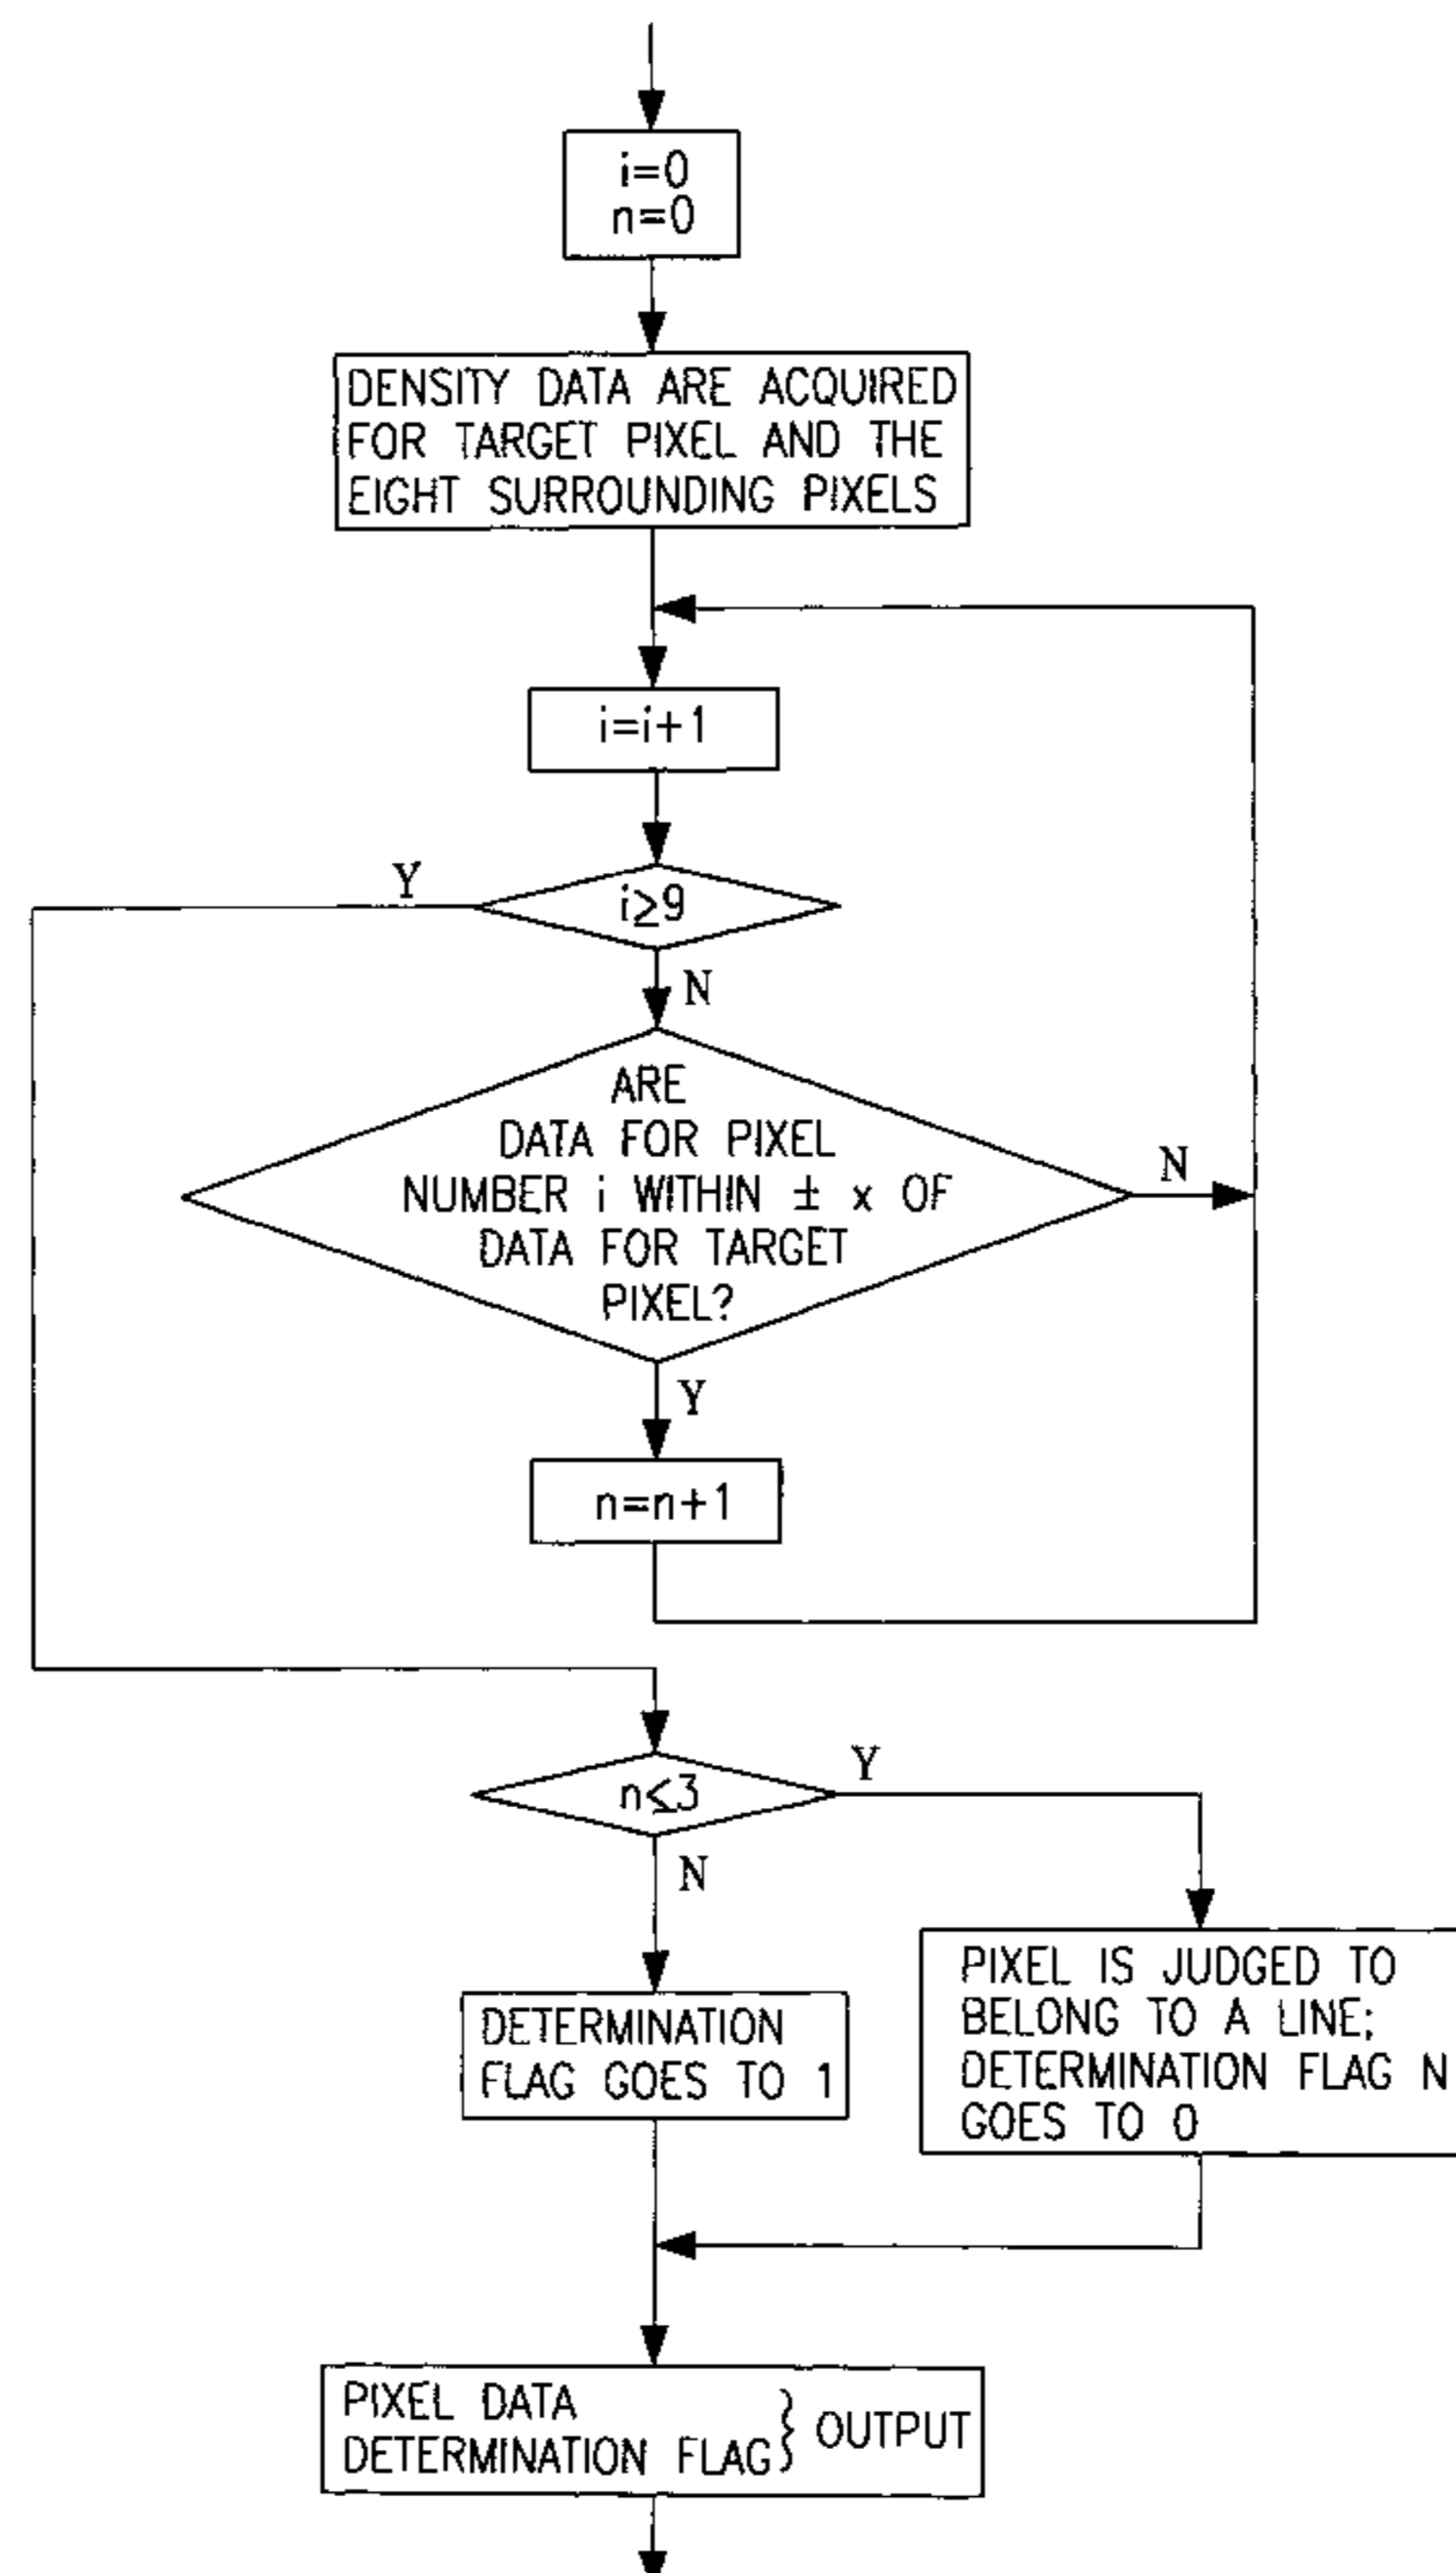 i=0
n=0
DENSITY DATA ARE ACQUIRED
FOR TARGET PIXEL AND THE
EIGHT SURROUNDING PIXELS
i=i+1
Y
i≥9
N
ARE
DATA FOR PIXEL
NUMBER i WITHIN ± x OF
DATA FOR TARGET
PIXEL?
N
Y
n=n+1
n≤3
Y
N
DETERMINATION
FLAG GOES TO 1
PIXEL IS JUDGED TO
BELONG TO A LINE;
DETERMINATION FLAG N
GOES TO 0
PIXEL DATA
DETERMINATION FLAG} OUTPUT